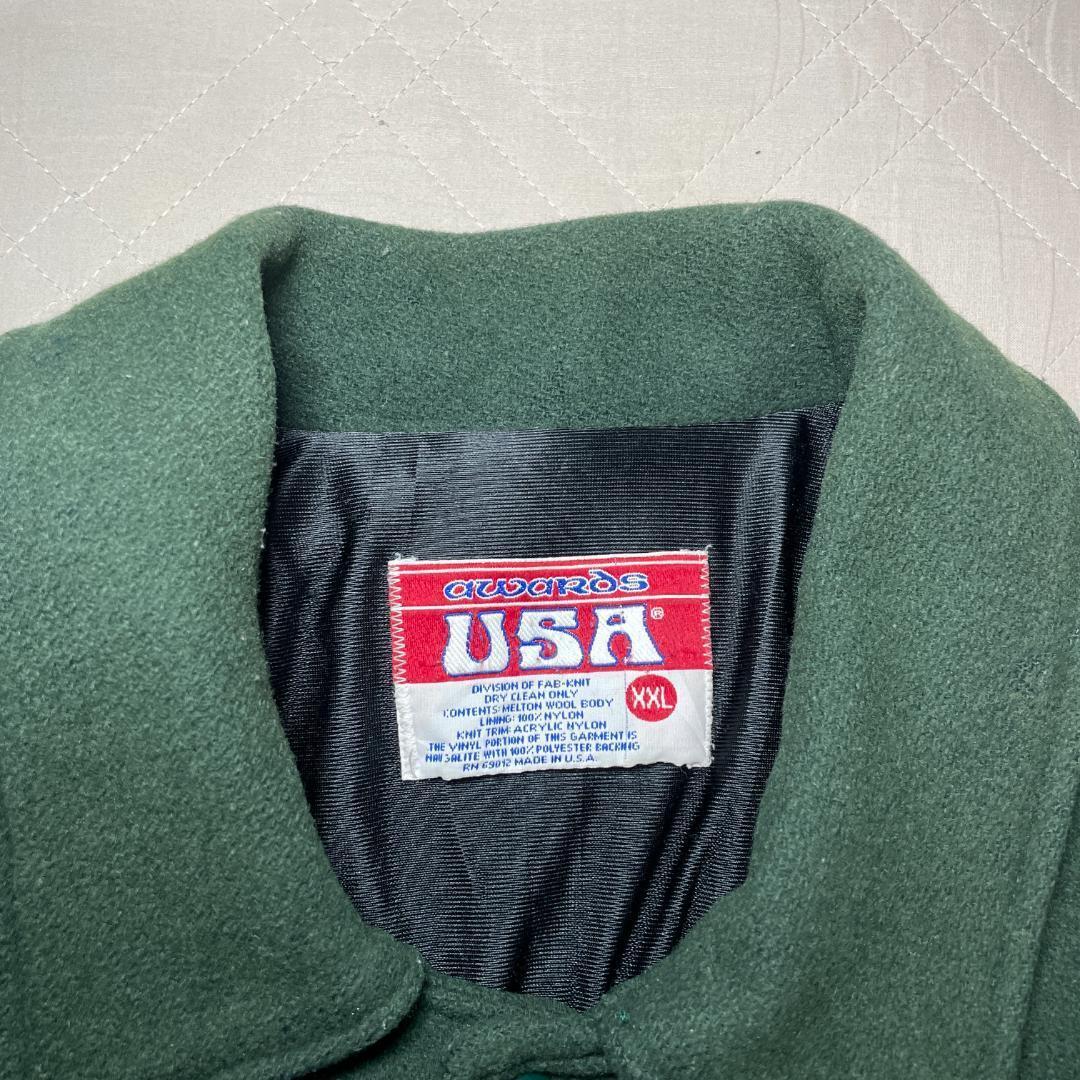 awards
USA®
DIVISION OF FAB-KNIT
DRY CLEAN ONLY
CONTENTS: MELTON WOOL BODY
LINING: 100% NYLON
KNIT TRIM: ACRYLIC NYLON
THE VINYL PORTION OF THIS GARMENT IS
NAUGALITE WITH 100% POLYESTER BACKING
RN 69012 MADE IN U.S.A.
XXL